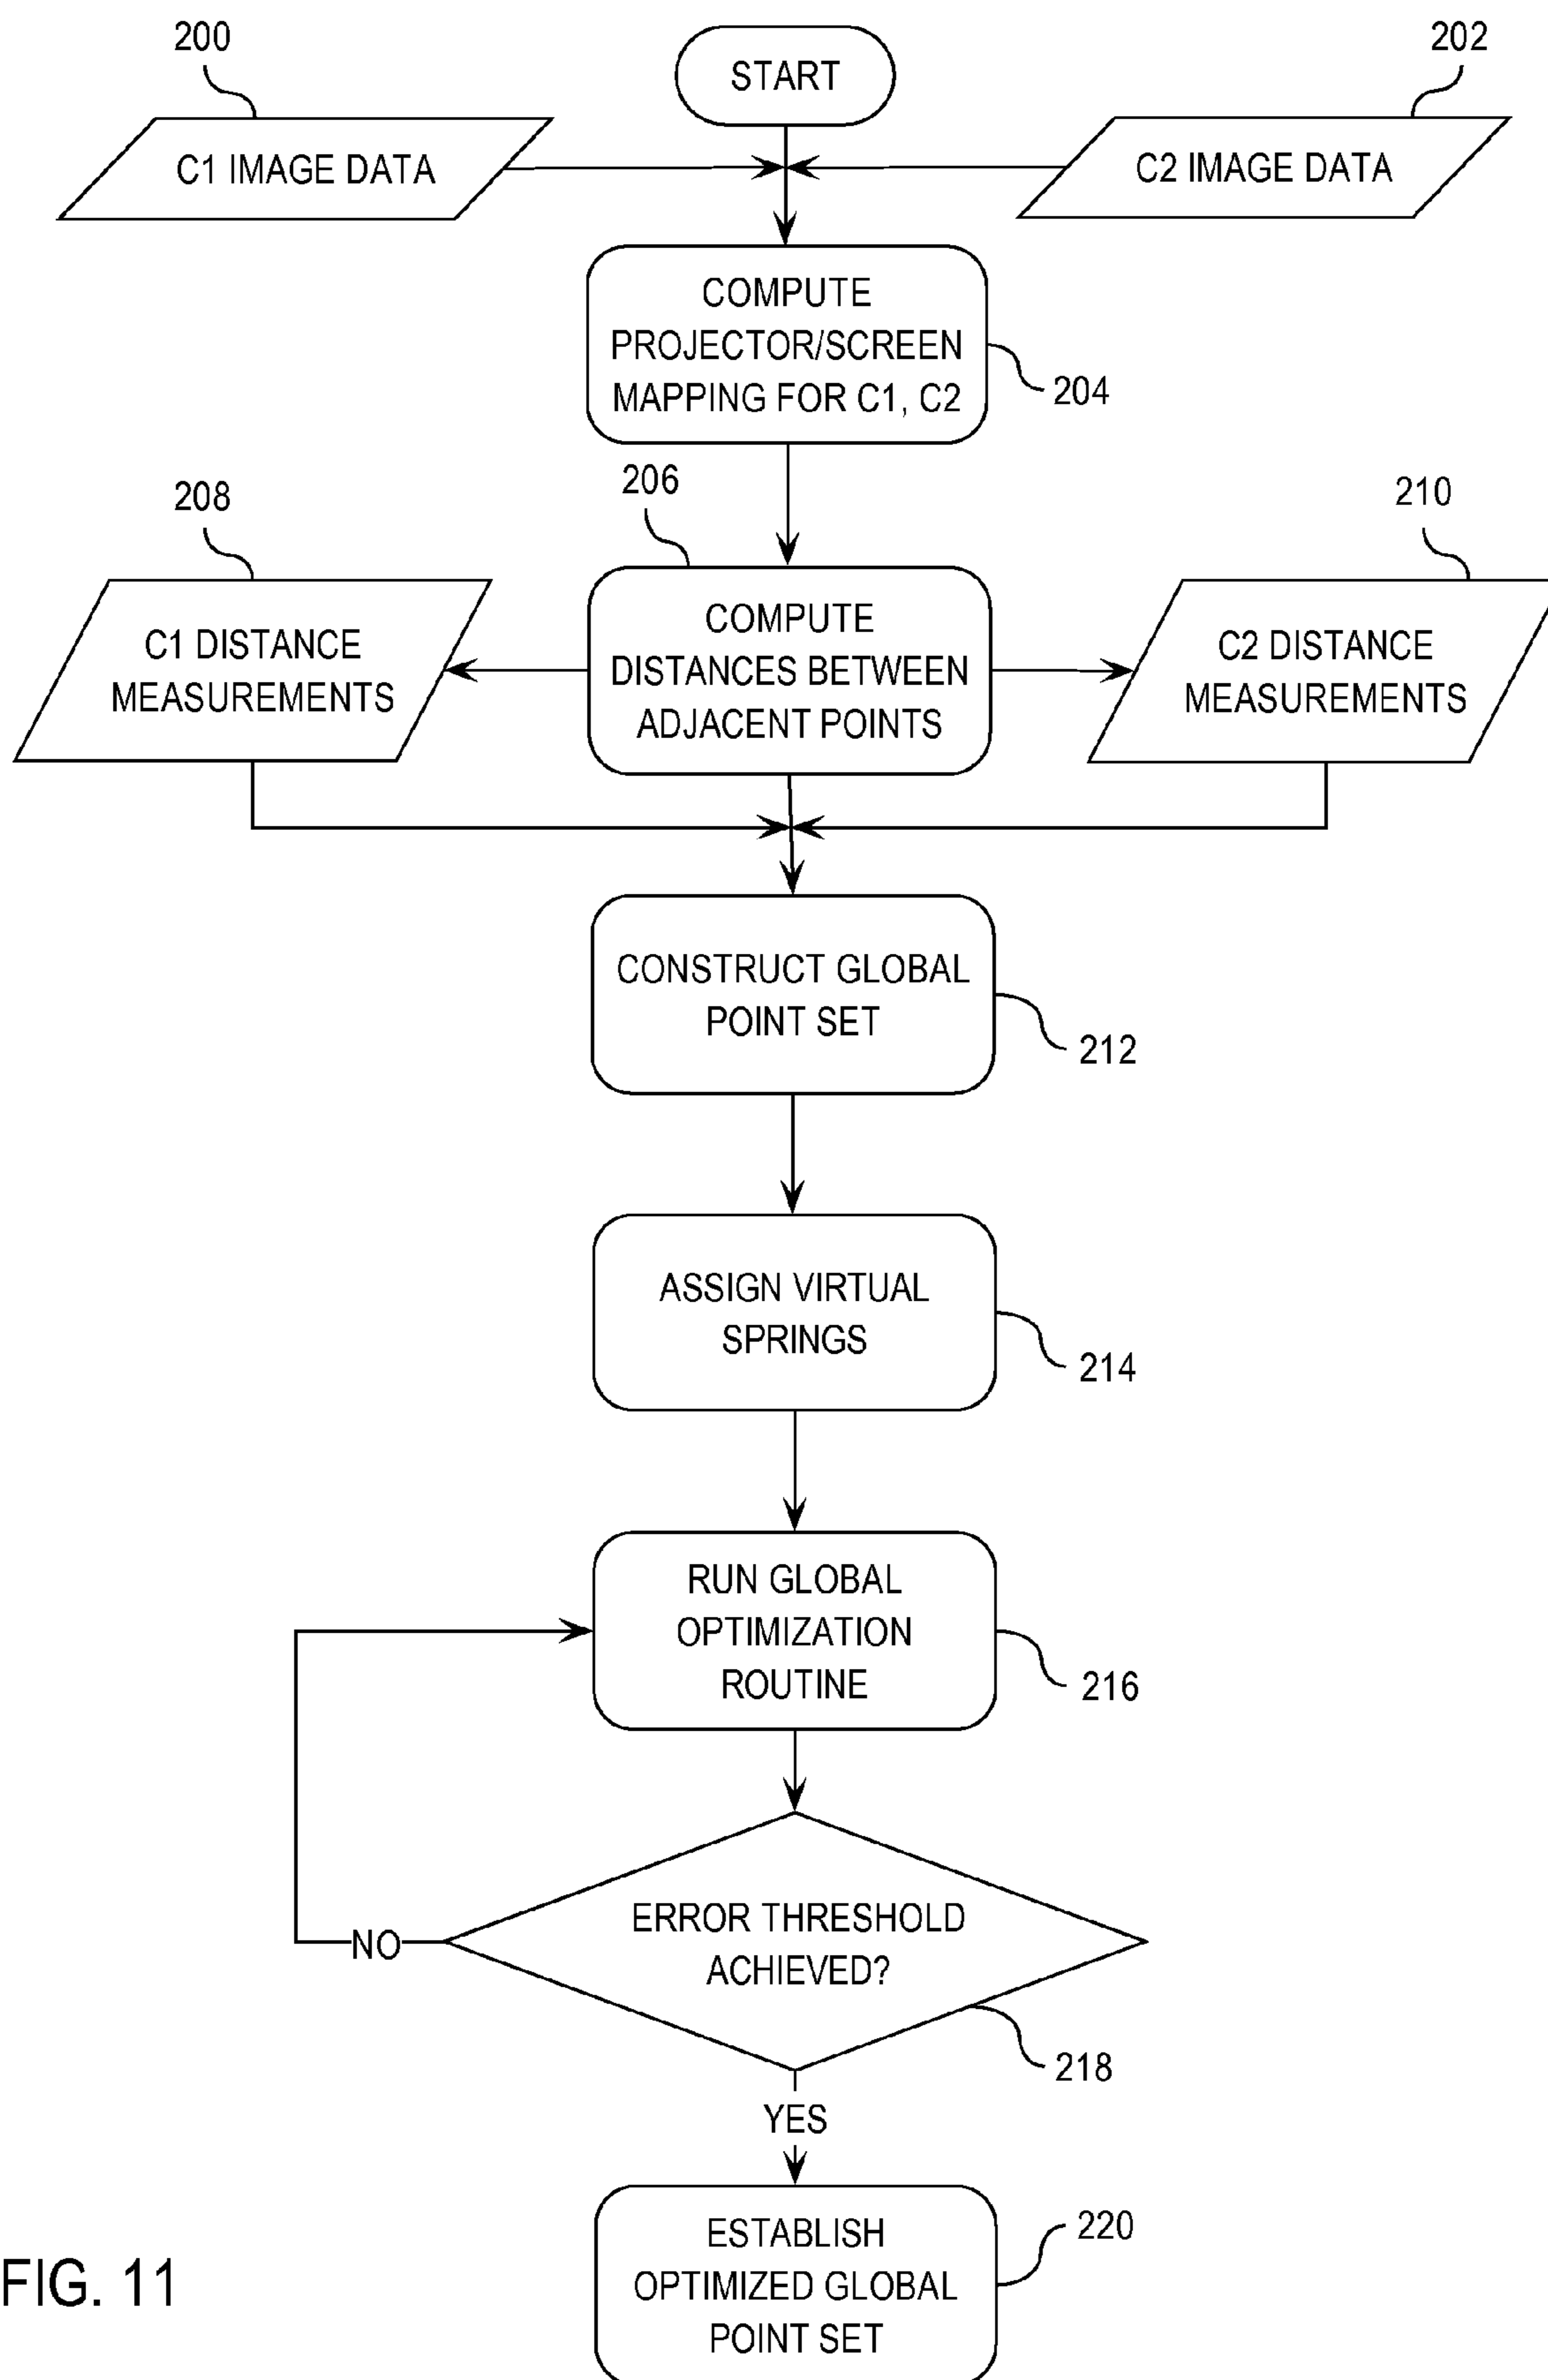 200
202
START
C1 IMAGE DATA
C2 IMAGE DATA
COMPUTE
PROJECTOR/SCREEN
MAPPING FOR C1, C2
204
206
208
210
C1 DISTANCE
MEASUREMENTS
COMPUTE
DISTANCES BETWEEN
ADJACENT POINTS
C2 DISTANCE
MEASUREMENTS
CONSTRUCT GLOBAL
POINT SET
212
ASSIGN VIRTUAL
SPRINGS
214
RUN GLOBAL
OPTIMIZATION
ROUTINE
216
ERROR THRESHOLD
ACHIEVED?
NO
218
YES
ESTABLISH
OPTIMIZED GLOBAL
POINT SET
220
FIG. 11